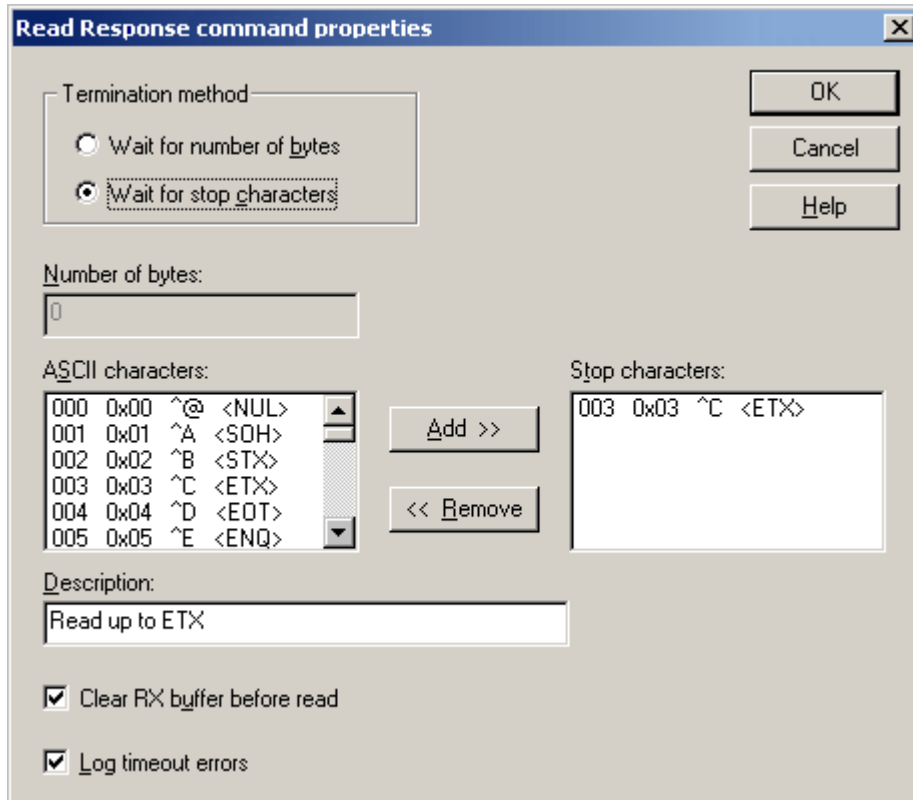 Read Response command properties
Termination method
Wait for number of bytes
Wait for stop characters
OK
Cancel
Help
Number of bytes:
0
ASCII characters:
000 0x00 ^@ <NUL>
001 0x01 ^A <SOH>
002 0x02 ^B <STX>
003 0x03 ^C <ETX>
004 0x04 ^D <EOT>
005 0x05 ^E <ENQ>
Add >>
<< Remove
Stop characters:
003 0x03 ^C <ETX>
Description:
Read up to ETX
Clear RX buffer before read
Log timeout errors